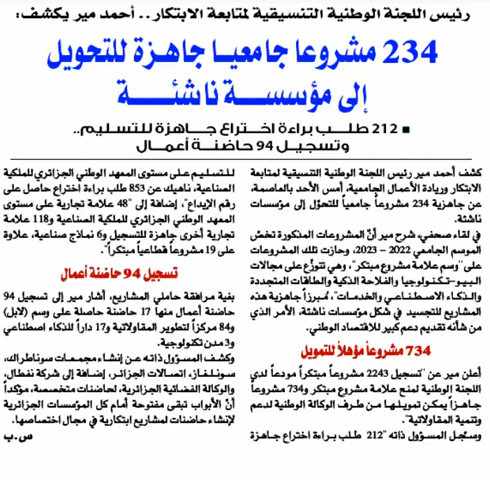 رئيس اللجنة الوطنية التنسيقية لمتابعة الابتكار.. أحمد مير يكشف:
234 مشروعا جامعيا جاهزة للتحويل
إلى مؤسسة ناشئة
■ 212 طلب براءة اختراع جاهزة للتسليم..
وتسجيل 94 حاضنة أعمال
كشف أحمد مير رئيس اللجنة الوطنية التنسيقية لمتابعة
الابتكار وريادة الأعمال الجامعية، أمس الأحد بالعاصمة،
عن جاهزية 234 مشروعاً جامعياً للتحوّل إلى مؤسسات
ناشئة.
في لقاء صحفي، شرح مير أنّ المشروعات المذكورة تخصّ
الموسم الجامعي 2022 – 2023، وحازت تلك المشروعات
على "وسم علامة مشروع مبتكر"، وهي تتوزّع على مجالات
البيو-تكنولوجيا والفلاحة الذكية والطاقات المتجددة
والذكاء الاصطناعي والخدمات"، مُبرزاً جاهزية هذه
المشاريع للتجسيد في شكل مؤسسات ناشئة، الأمر الذي
من شأنه تقديم دعم كبير للاقتصاد الوطني.
734 مشروعاً مؤهلاً للتمويل
أعلن مير عن "تسجيل 2243 مشروعاً مبتكراً مودعاً لدى
اللجنة الوطنية لمنح علامة مشروع مبتكر و734 مشروعاً
جاهزاً يمكن تمويلها من طرف الوكالة الوطنية لدعم
وتنمية المقاولاتية".
وسجّل المسؤول ذاته "212 طلب براءة اختراع جاهزة
للتسليم على مستوى المعهد الوطني الجزائري للملكية
الصناعية، ناهيك عن 853 طلب براءة اختراع حاصل على
رقم الإيداع"، إضافة إلى "48 علامة تجارية على مستوى
المعهد الوطني الجزائري للملكية الصناعية و118 علامة
تجارية أخرى جاهزة للتسجيل و6 نماذج صناعية، علاوة
على 19 مشروعاً قطاعياً مبتكراً".
تسجيل 94 حاضنة أعمال
بغية مرافقة حاملي المشاريع، أشار مير إلى تسجيل 94
حاضنة أعمال منها 17 حاضنة حاصلة على وسم (لابل)
و84 مركزاً لتطوير المقاولاتية و17 داراً للذكاء اصطناعي
و3 مدن تكنولوجية.
وكشف المسؤول ذاته عن إنشاء مجمعات سوناطراك،
سونلغاز، اتصالات الجزائر، إضافة إلى شركة نفطال،
والوكالة الفضائية الجزائرية، لحاضنات متخصصة، مؤكداً
أنّ الأبواب تبقى مفتوحة أمام كل المؤسسات الجزائرية
لإنشاء حاضنات لمشاريع ابتكارية في مجال اختصاصها.
ص.ب